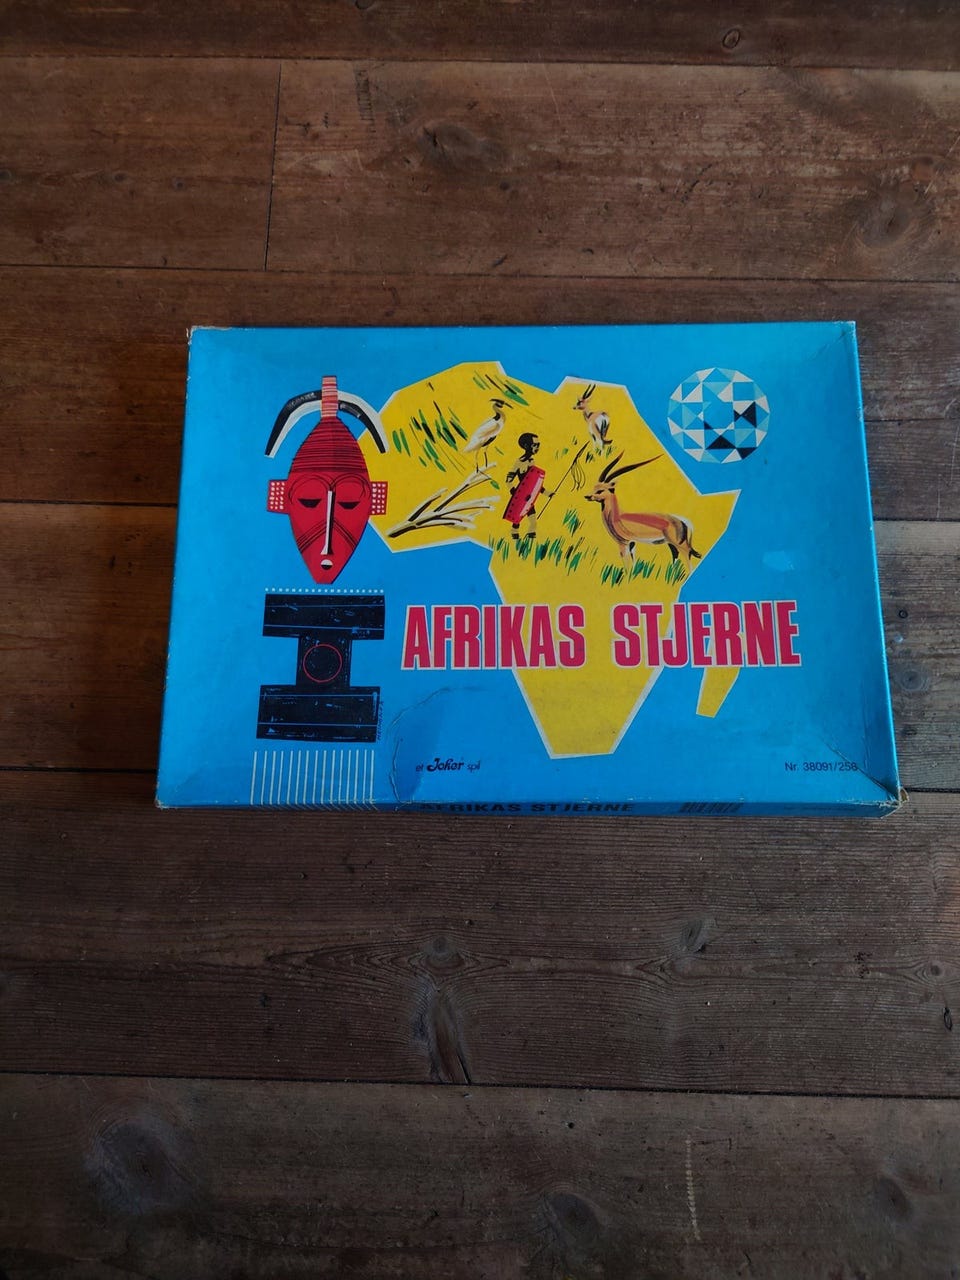 AFRIKAS STJERNE
et Joker spil
Nr. 38091/256
AFRIKAS STJERNE